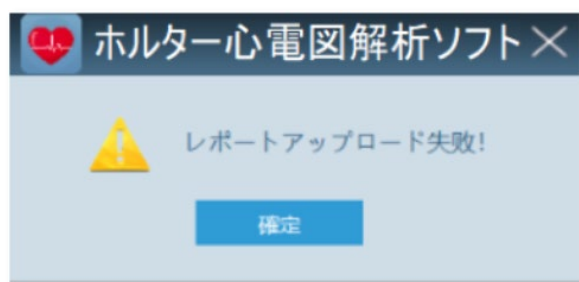 ホルター心電図解析ソフト
レポートアップロード失敗!
確定